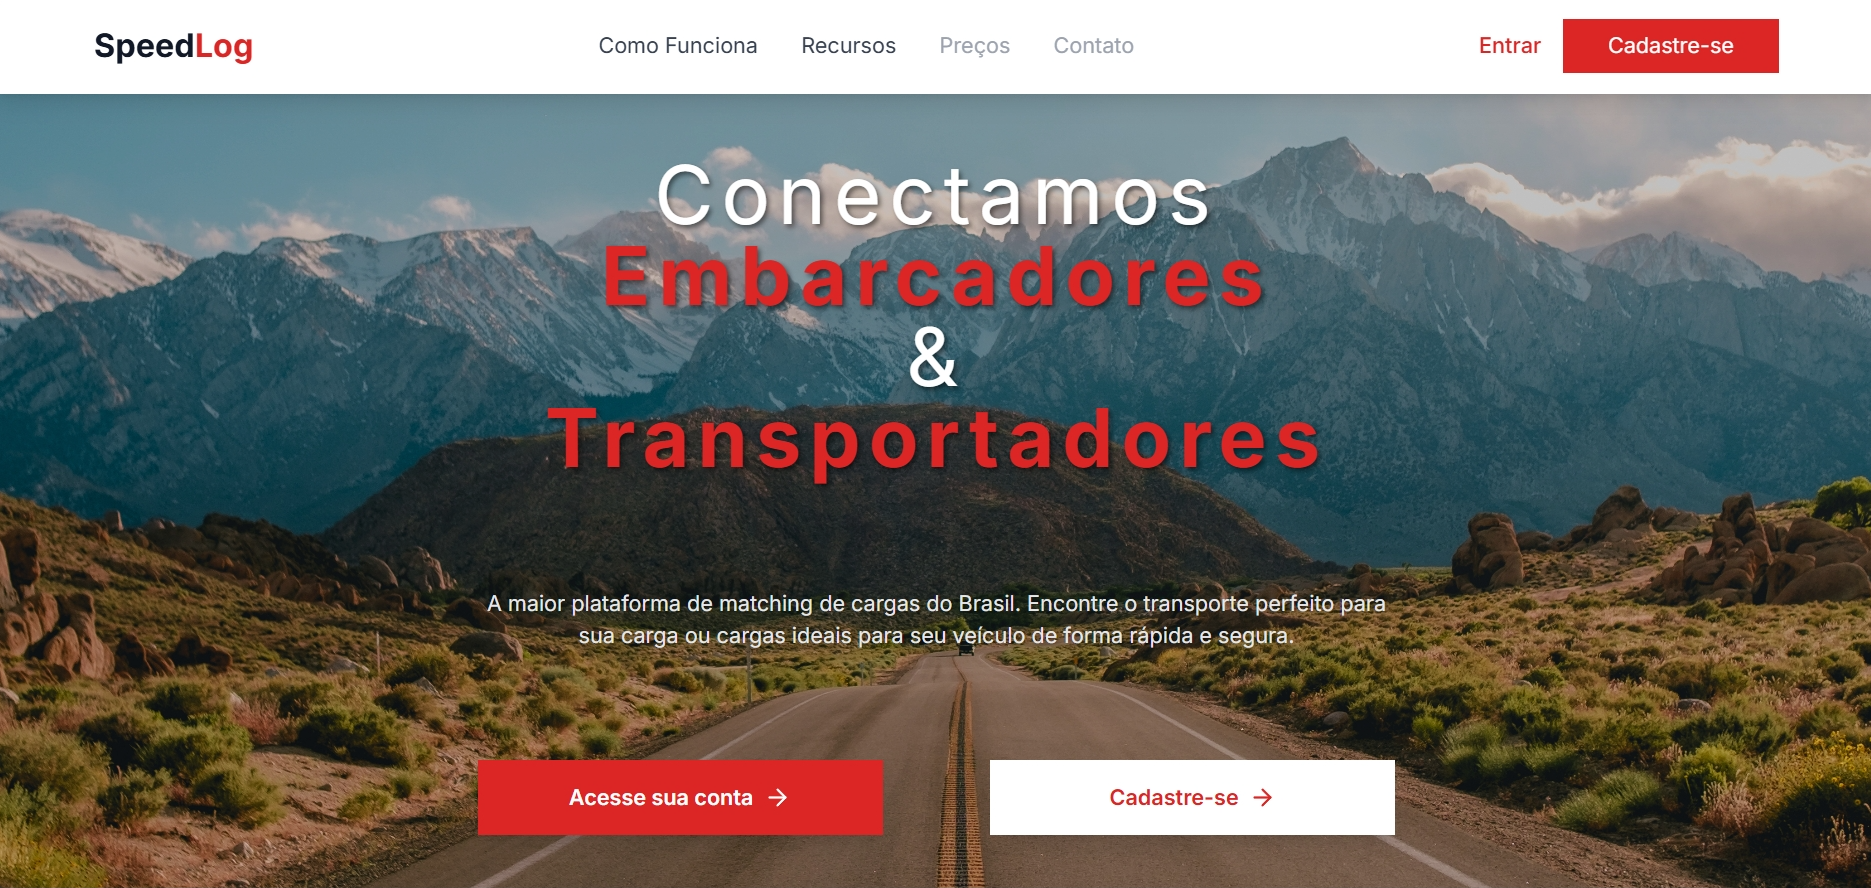 SpeedLog
Como Funciona
Recursos
Preços
Contato
Entrar
Cadastre-se
Conectamos
Embarcadores
&
Transportadores
A maior plataforma de matching de cargas do Brasil. Encontre o transporte perfeito para
sua carga ou cargas ideais para seu veículo de forma rápida e segura.
Acesse sua conta →
Cadastre-se →